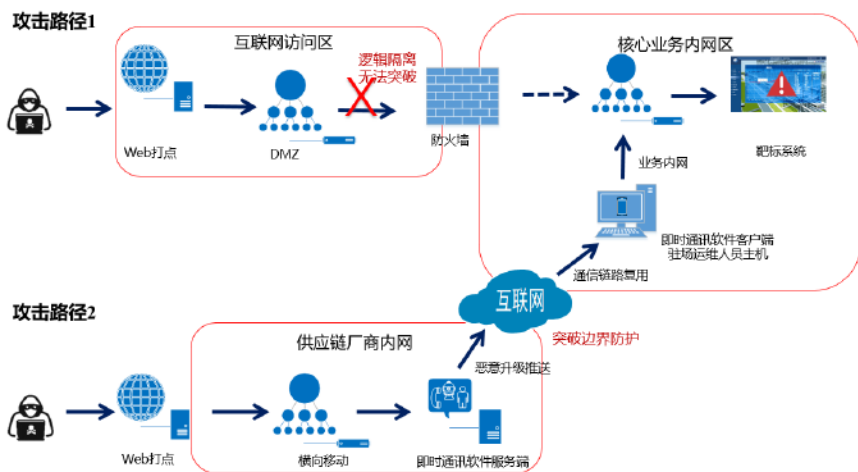 攻击路径1
互联网访问区
逻辑隔离
无法突破
核心业务内网区
Web打点
DMZ
防火墙
业务内网
靶标系统
即时通讯软件客户端
驻场运维人员主机
通信链路复用
互联网
攻击路径2
突破边界防护
供应链厂商内网
恶意升级推送
Web打点
横向移动
即时通讯软件服务端